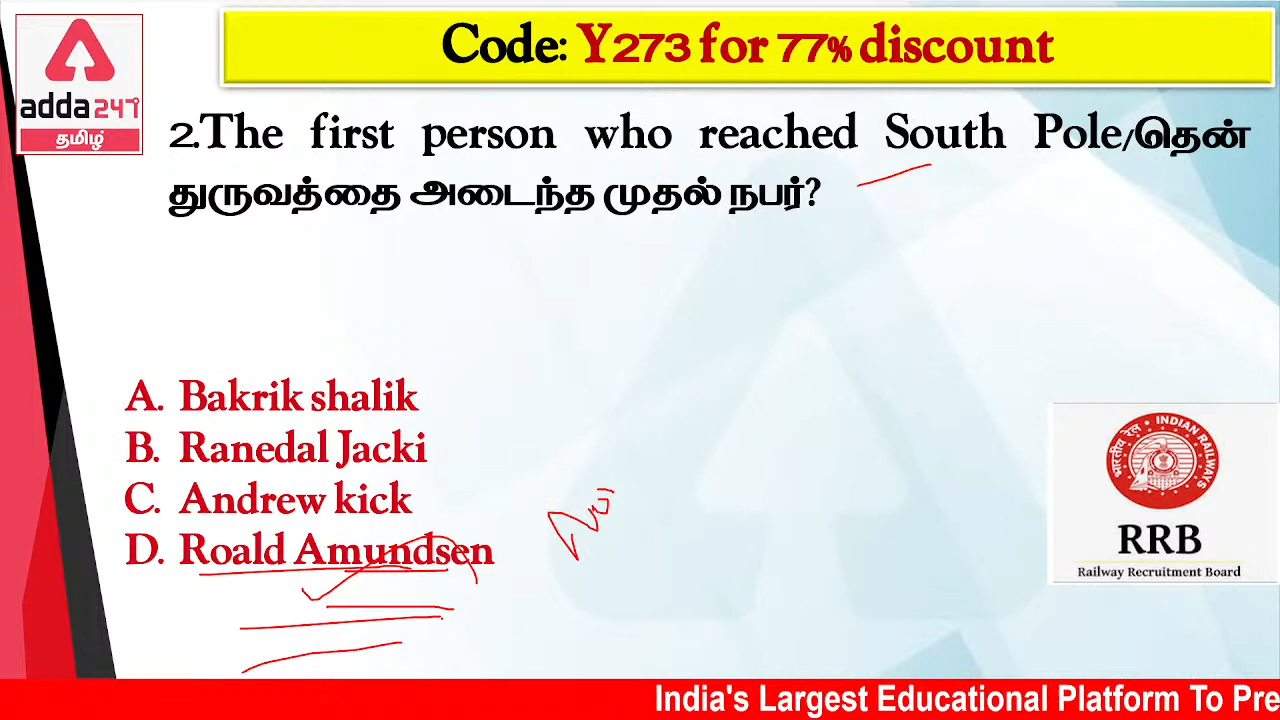 Code: Y273 for 77% discount
adda247
தமிழ்
2.The first person who reached South Pole/தென்
துருவத்தை அடைந்த முதல் நபர்?
A. Bakrik shalik
B. Ranedal Jacki
C. Andrew kick
D. Roald Amundsen
भारतीय रेल INDIAN RAILWAYS
RRB
Railway Recruitment Board
India's Largest Educational Platform To Pre